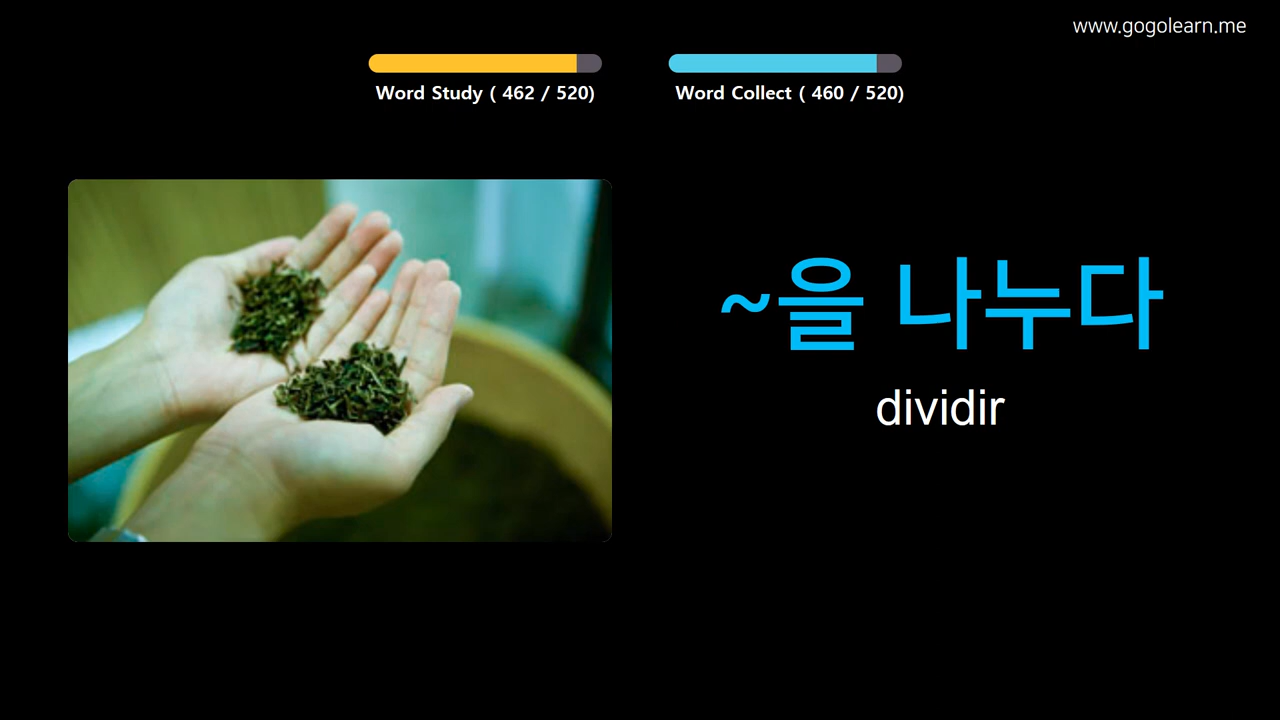 www.gogolearn.me
Word Study ( 462 / 520)
Word Collect ( 460 / 520)
~을 나누다
dividir